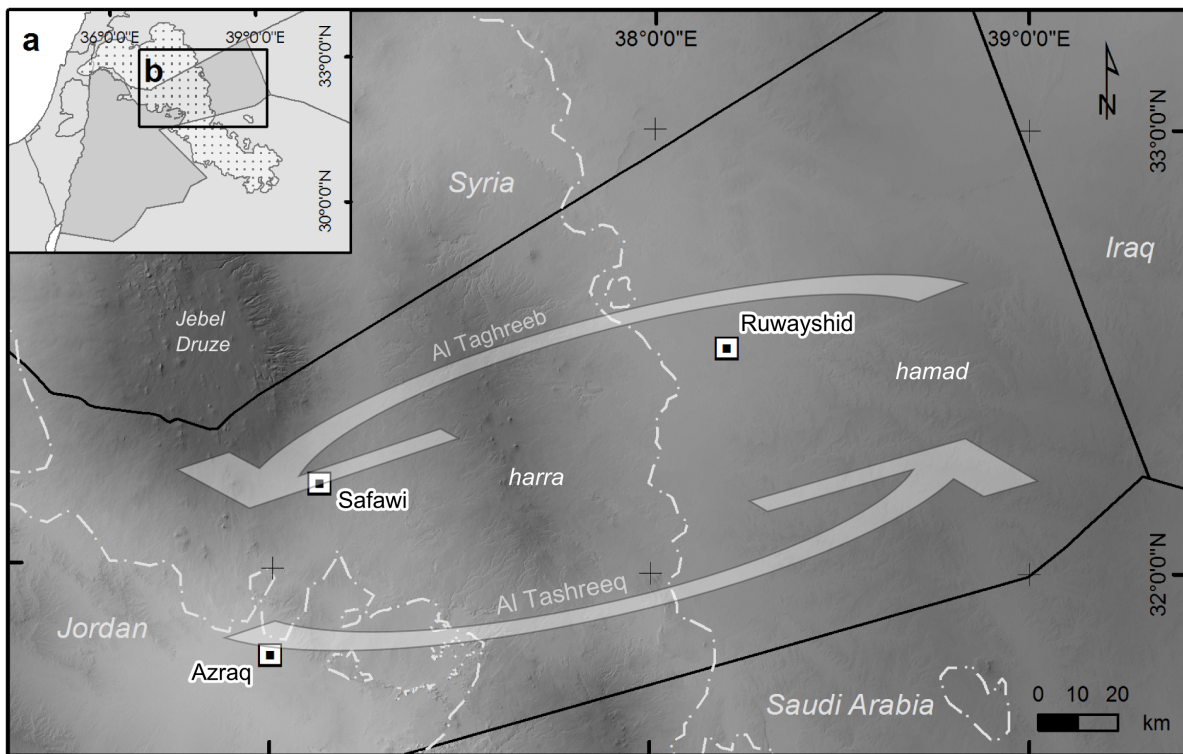 a
36°0'0"E
39°0'0"E
33°0'0"N
30°0'0"N
b
38°0'0"E
39°0'0"E
N
33°0'0"N
Syria
Iraq
Jebel
Druze
Al Taghreeb
Ruwayshid
hamad
harra
Safawi
32°0'0"N
Al Tashreeq
Jordan
Azraq
Saudi Arabia
0 10 20
km